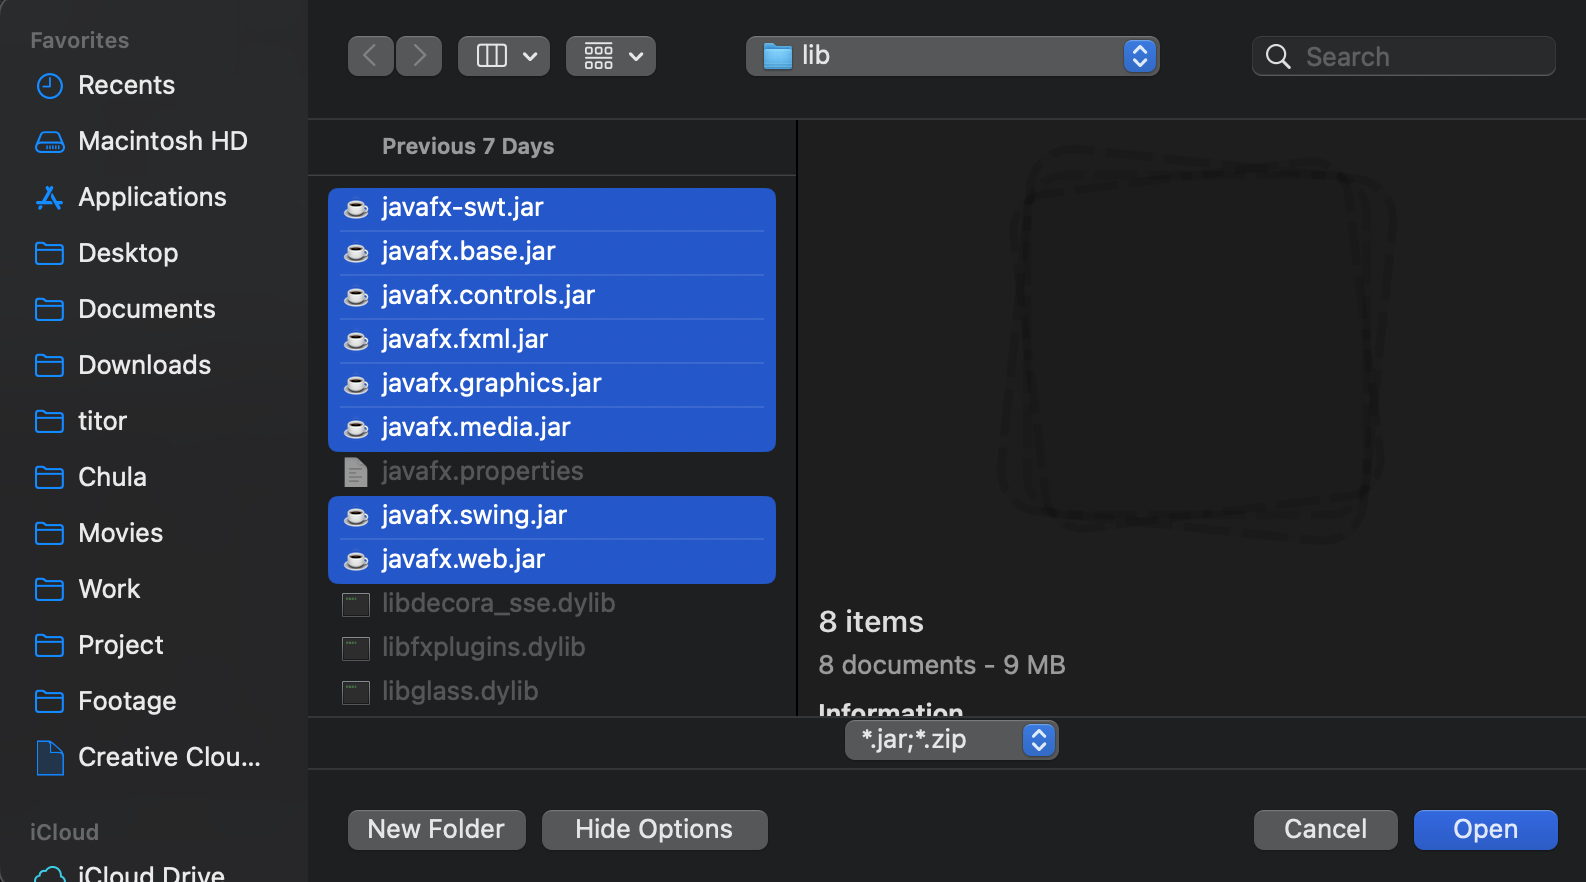 Favorites
Recents
Macintosh HD
Applications
Desktop
Documents
Downloads
titor
Chula
Movies
Work
Project
Footage
Creative Clou...
iCloud
iCloud Drive
lib
Search
Previous 7 Days
javafx-swt.jar
javafx.base.jar
javafx.controls.jar
javafx.fxml.jar
javafx.graphics.jar
javafx.media.jar
javafx.properties
javafx.swing.jar
javafx.web.jar
libdecora_sse.dylib
libfxplugins.dylib
libglass.dylib
8 items
8 documents - 9 MB
Information
*.jar;*.zip
New Folder
Hide Options
Cancel
Open